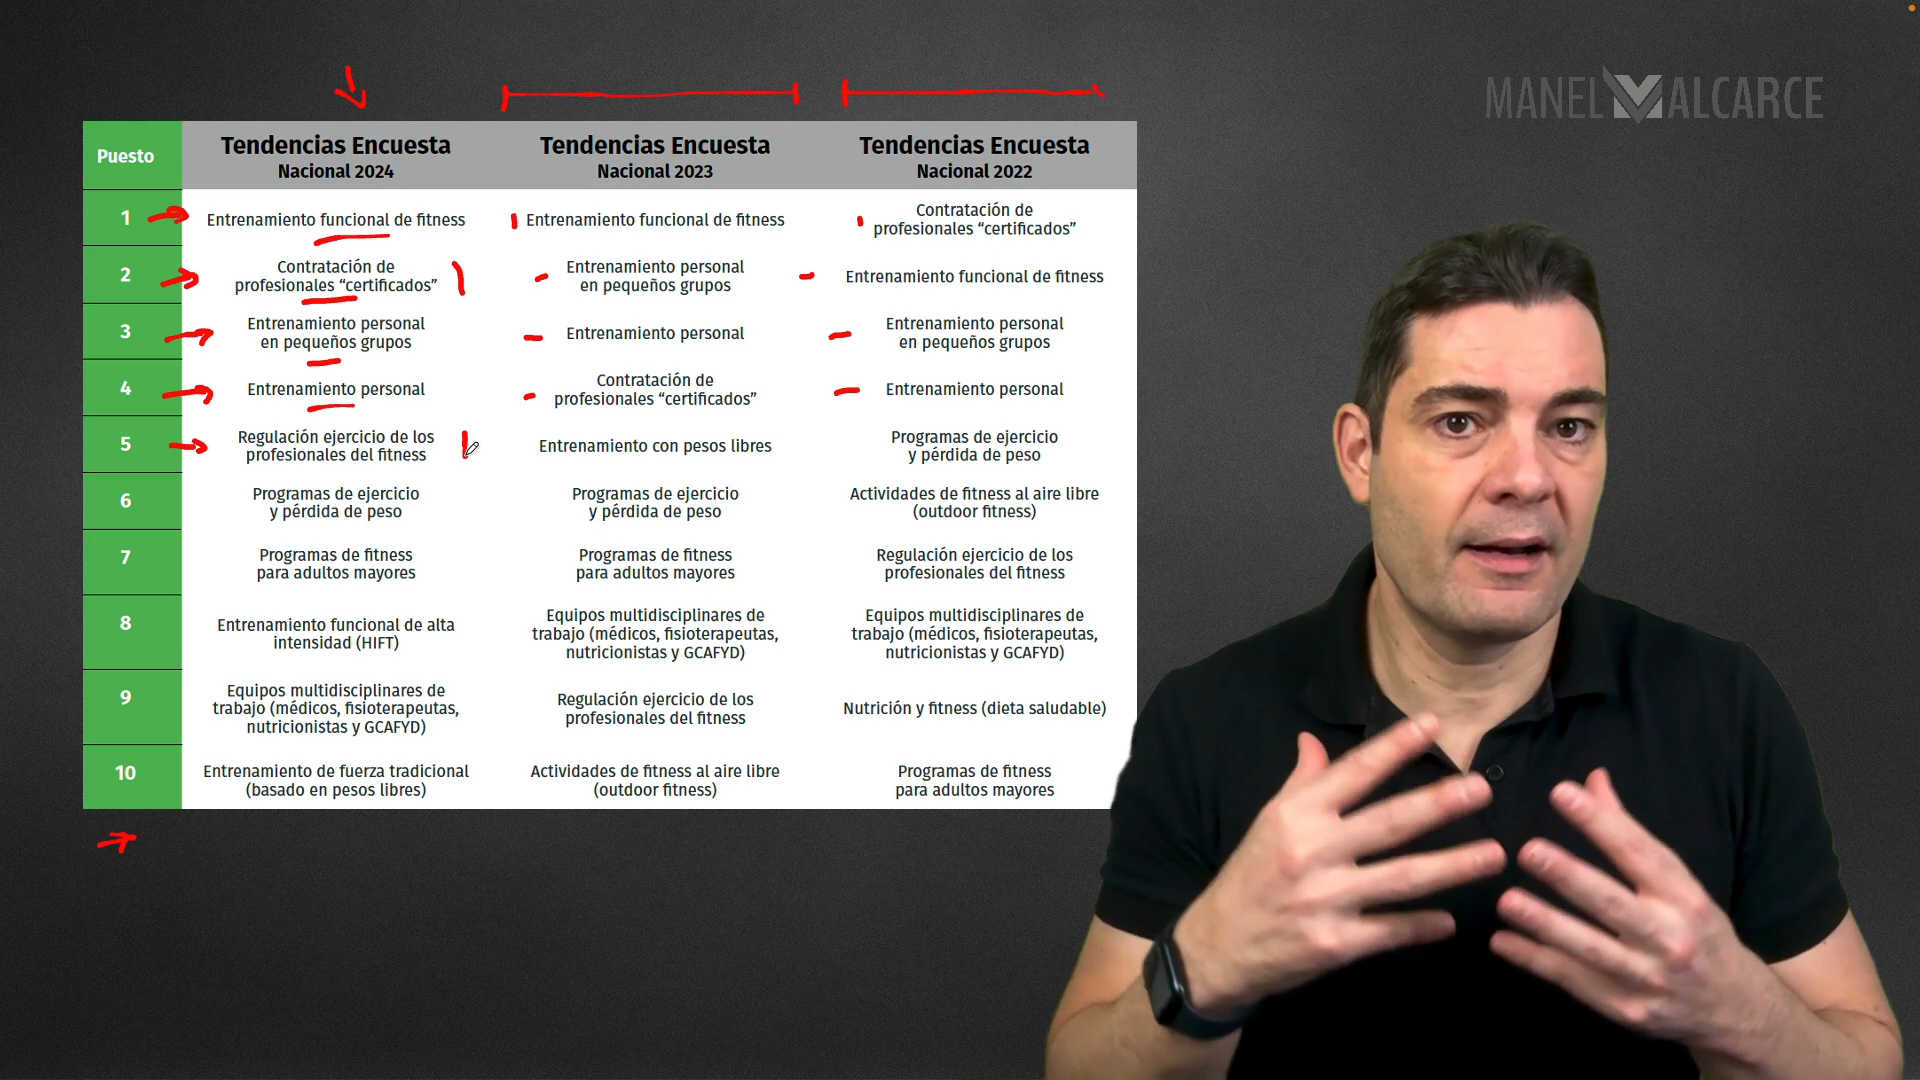 MANEL VALCARCE
Puesto
Tendencias Encuesta
Nacional 2024
Tendencias Encuesta
Nacional 2023
Tendencias Encuesta
Nacional 2022
1
Entrenamiento funcional de fitness
Entrenamiento funcional de fitness
Contratación de
profesionales “certificados”
2
Contratación de
profesionales “certificados”
Entrenamiento personal
en pequeños grupos
Entrenamiento funcional de fitness
3
Entrenamiento personal
en pequeños grupos
Entrenamiento personal
Entrenamiento personal
en pequeños grupos
4
Entrenamiento personal
Contratación de
profesionales “certificados”
Entrenamiento personal
5
Regulación ejercicio de los
profesionales del fitness
Entrenamiento con pesos libres
Programas de ejercicio
y pérdida de peso
6
Programas de ejercicio
y pérdida de peso
Programas de ejercicio
y pérdida de peso
Actividades de fitness al aire libre
(outdoor fitness)
7
Programas de fitness
para adultos mayores
Programas de fitness
para adultos mayores
Regulación ejercicio de los
profesionales del fitness
8
Entrenamiento funcional de alta
intensidad (HIFT)
Equipos multidisciplinares de
trabajo (médicos, fisioterapeutas,
nutricionistas y GCAFYD)
Equipos multidisciplinares de
trabajo (médicos, fisioterapeutas,
nutricionistas y GCAFYD)
9
Equipos multidisciplinares de
trabajo (médicos, fisioterapeutas,
nutricionistas y GCAFYD)
Regulación ejercicio de los
profesionales del fitness
Nutrición y fitness (dieta saludable)
10
Entrenamiento de fuerza tradicional
(basado en pesos libres)
Actividades de fitness al aire libre
(outdoor fitness)
Programas de fitness
para adultos mayores